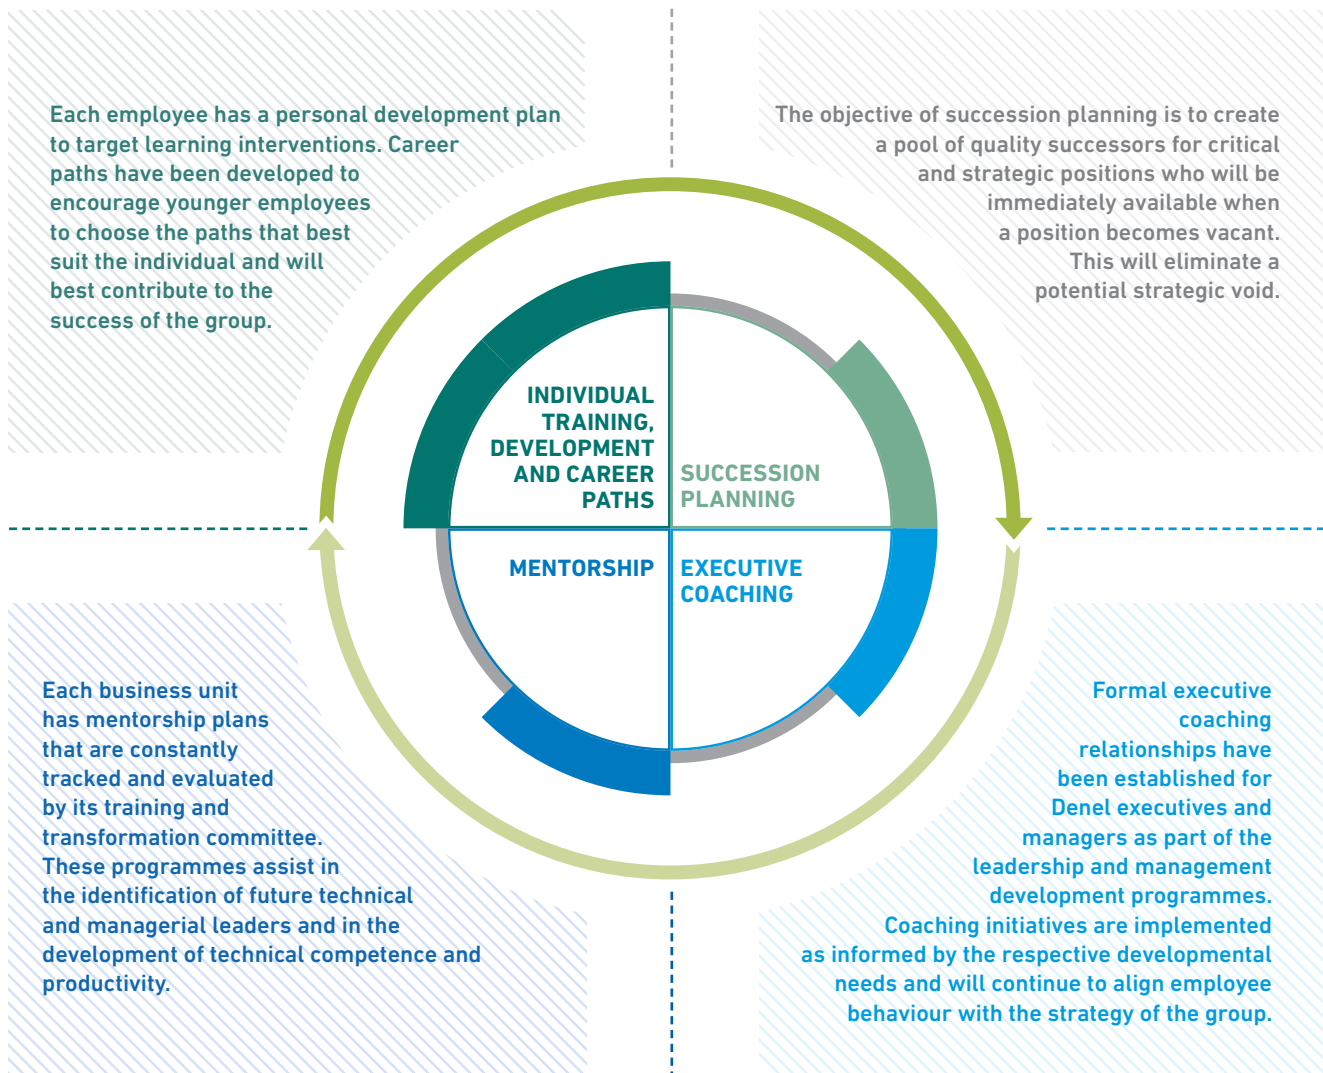 Each employee has a personal development plan
to target learning interventions. Career
paths have been developed to
encourage younger employees
to choose the paths that best
suit the individual and will
best contribute to the
success of the group.
The objective of succession planning is to create
a pool of quality successors for critical
and strategic positions who will be
immediately available when
a position becomes vacant.
This will eliminate a
potential strategic void.
INDIVIDUAL
TRAINING,
DEVELOPMENT
AND CAREER
PATHS
SUCCESSION
PLANNING
MENTORSHIP
EXECUTIVE
COACHING
Each business unit
has mentorship plans
that are constantly
tracked and evaluated
by its training and
transformation committee.
These programmes assist in
the identification of future technical
and managerial leaders and in the
development of technical competence and
productivity.
Formal executive
coaching
relationships have
been established for
Denel executives and
managers as part of the
leadership and management
development programmes.
Coaching initiatives are implemented
as informed by the respective developmental
needs and will continue to align employee
behaviour with the strategy of the group.